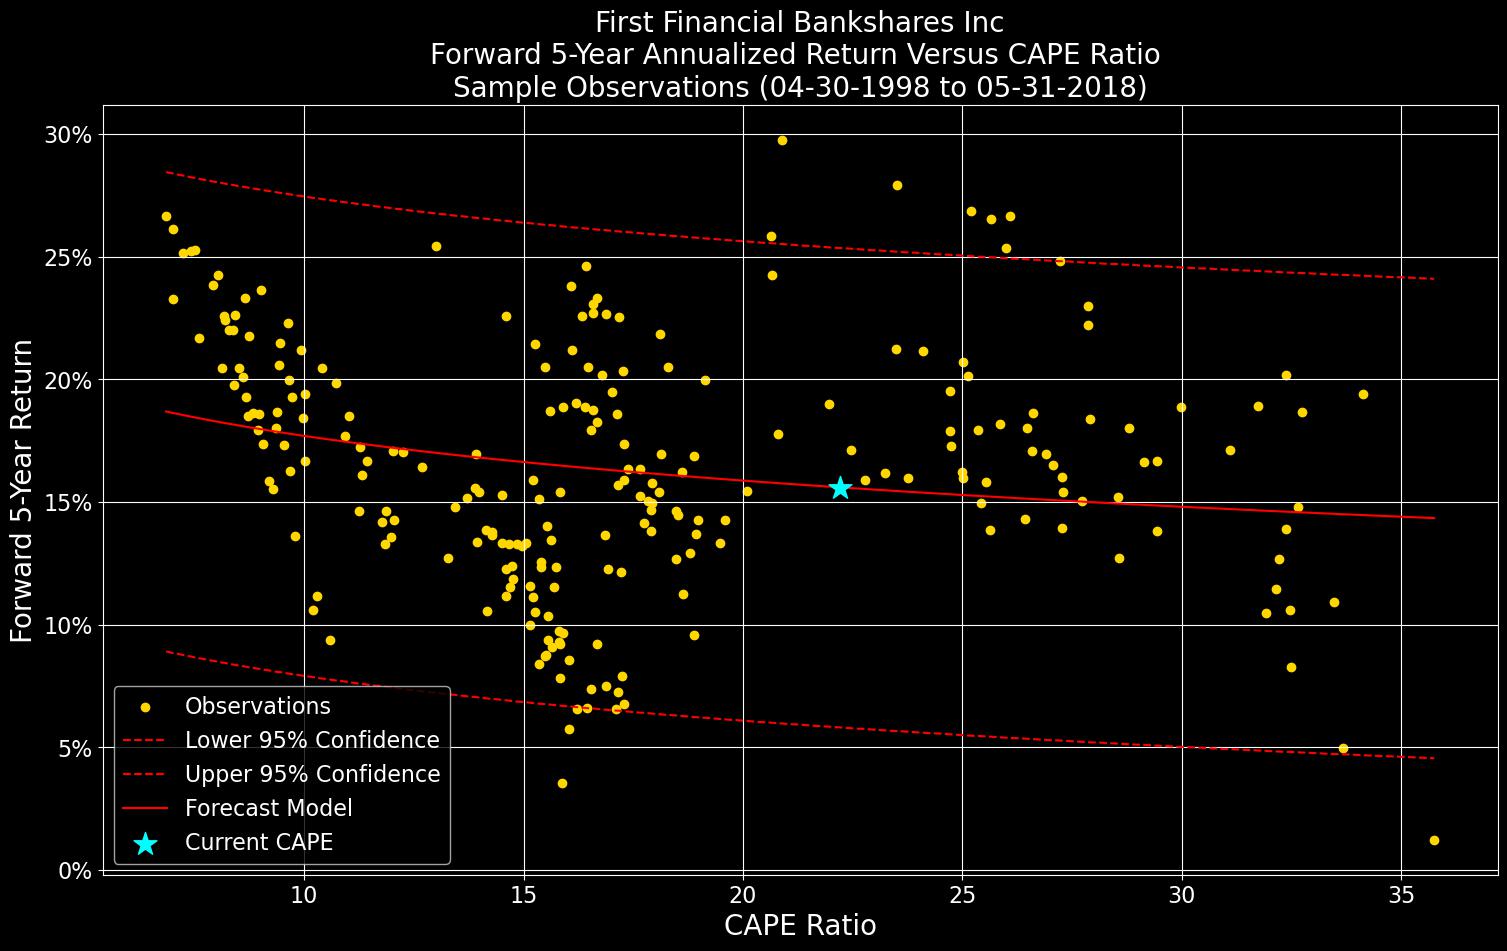 First Financial Bankshares Inc
Forward 5-Year Annualized Return Versus CAPE Ratio
Sample Observations (04-30-1998 to 05-31-2018)
Forward 5-Year Return
30%
25%
20%
15%
10%
5%
0%
Observations
Lower 95% Confidence
Upper 95% Confidence
Forecast Model
Current CAPE
10 15 20 25 30 35
CAPE Ratio